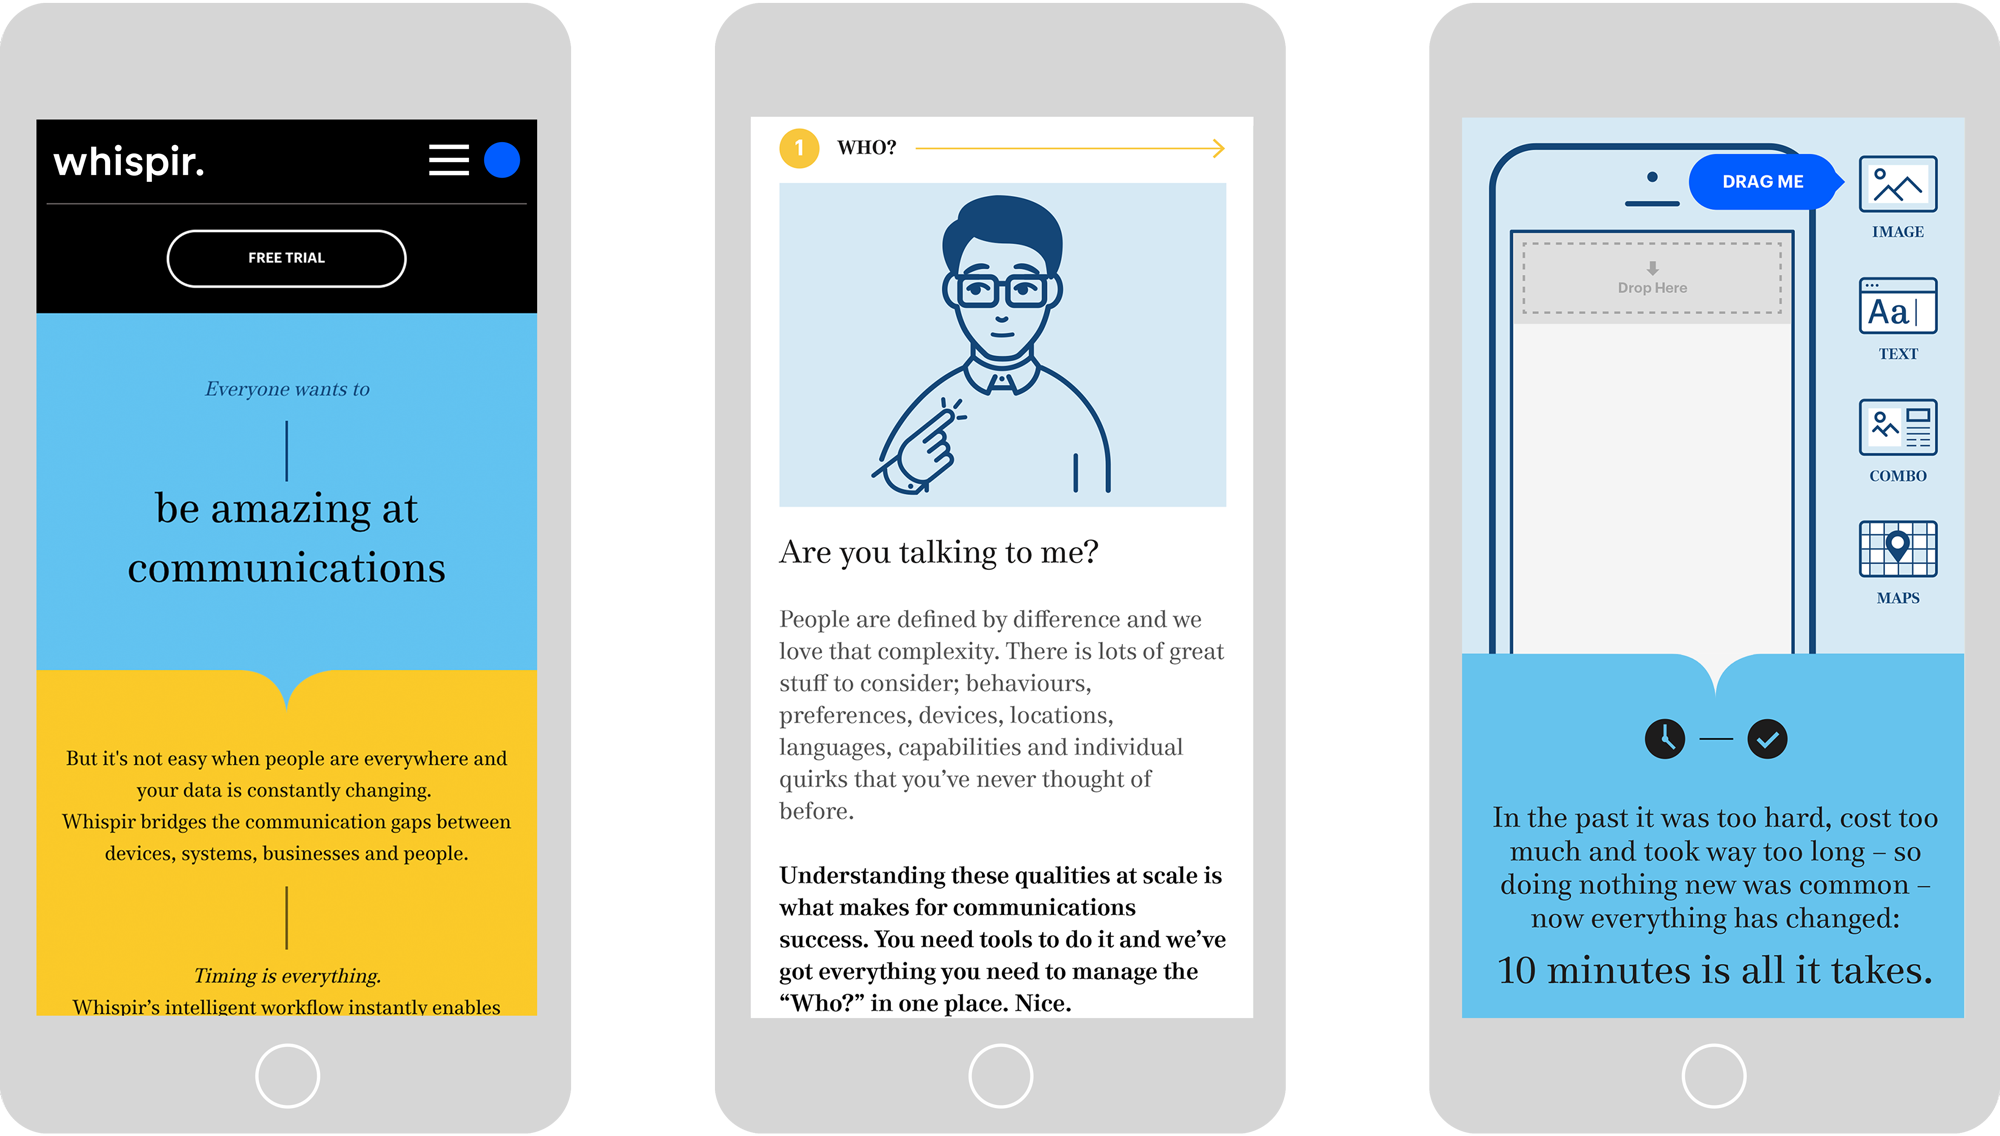 whispir.
FREE TRIAL
Everyone wants to
be amazing at
communications
But it's not easy when people are everywhere and
your data is constantly changing.
Whispir bridges the communication gaps between
devices, systems, businesses and people.
Timing is everything.
Whispir’s intelligent workflow instantly enables
1 WHO?
Are you talking to me?
People are defined by difference and we
love that complexity. There is lots of great
stuff to consider; behaviours,
preferences, devices, locations,
languages, capabilities and individual
quirks that you’ve never thought of
before.
Understanding these qualities at scale is
what makes for communications
success. You need tools to do it and we’ve
got everything you need to manage the
“Who?” in one place. Nice.
DRAG ME
IMAGE
Drop Here
Aa
TEXT
COMBO
MAPS
In the past it was too hard, cost too
much and took way too long – so
doing nothing new was common –
now everything has changed:
10 minutes is all it takes.